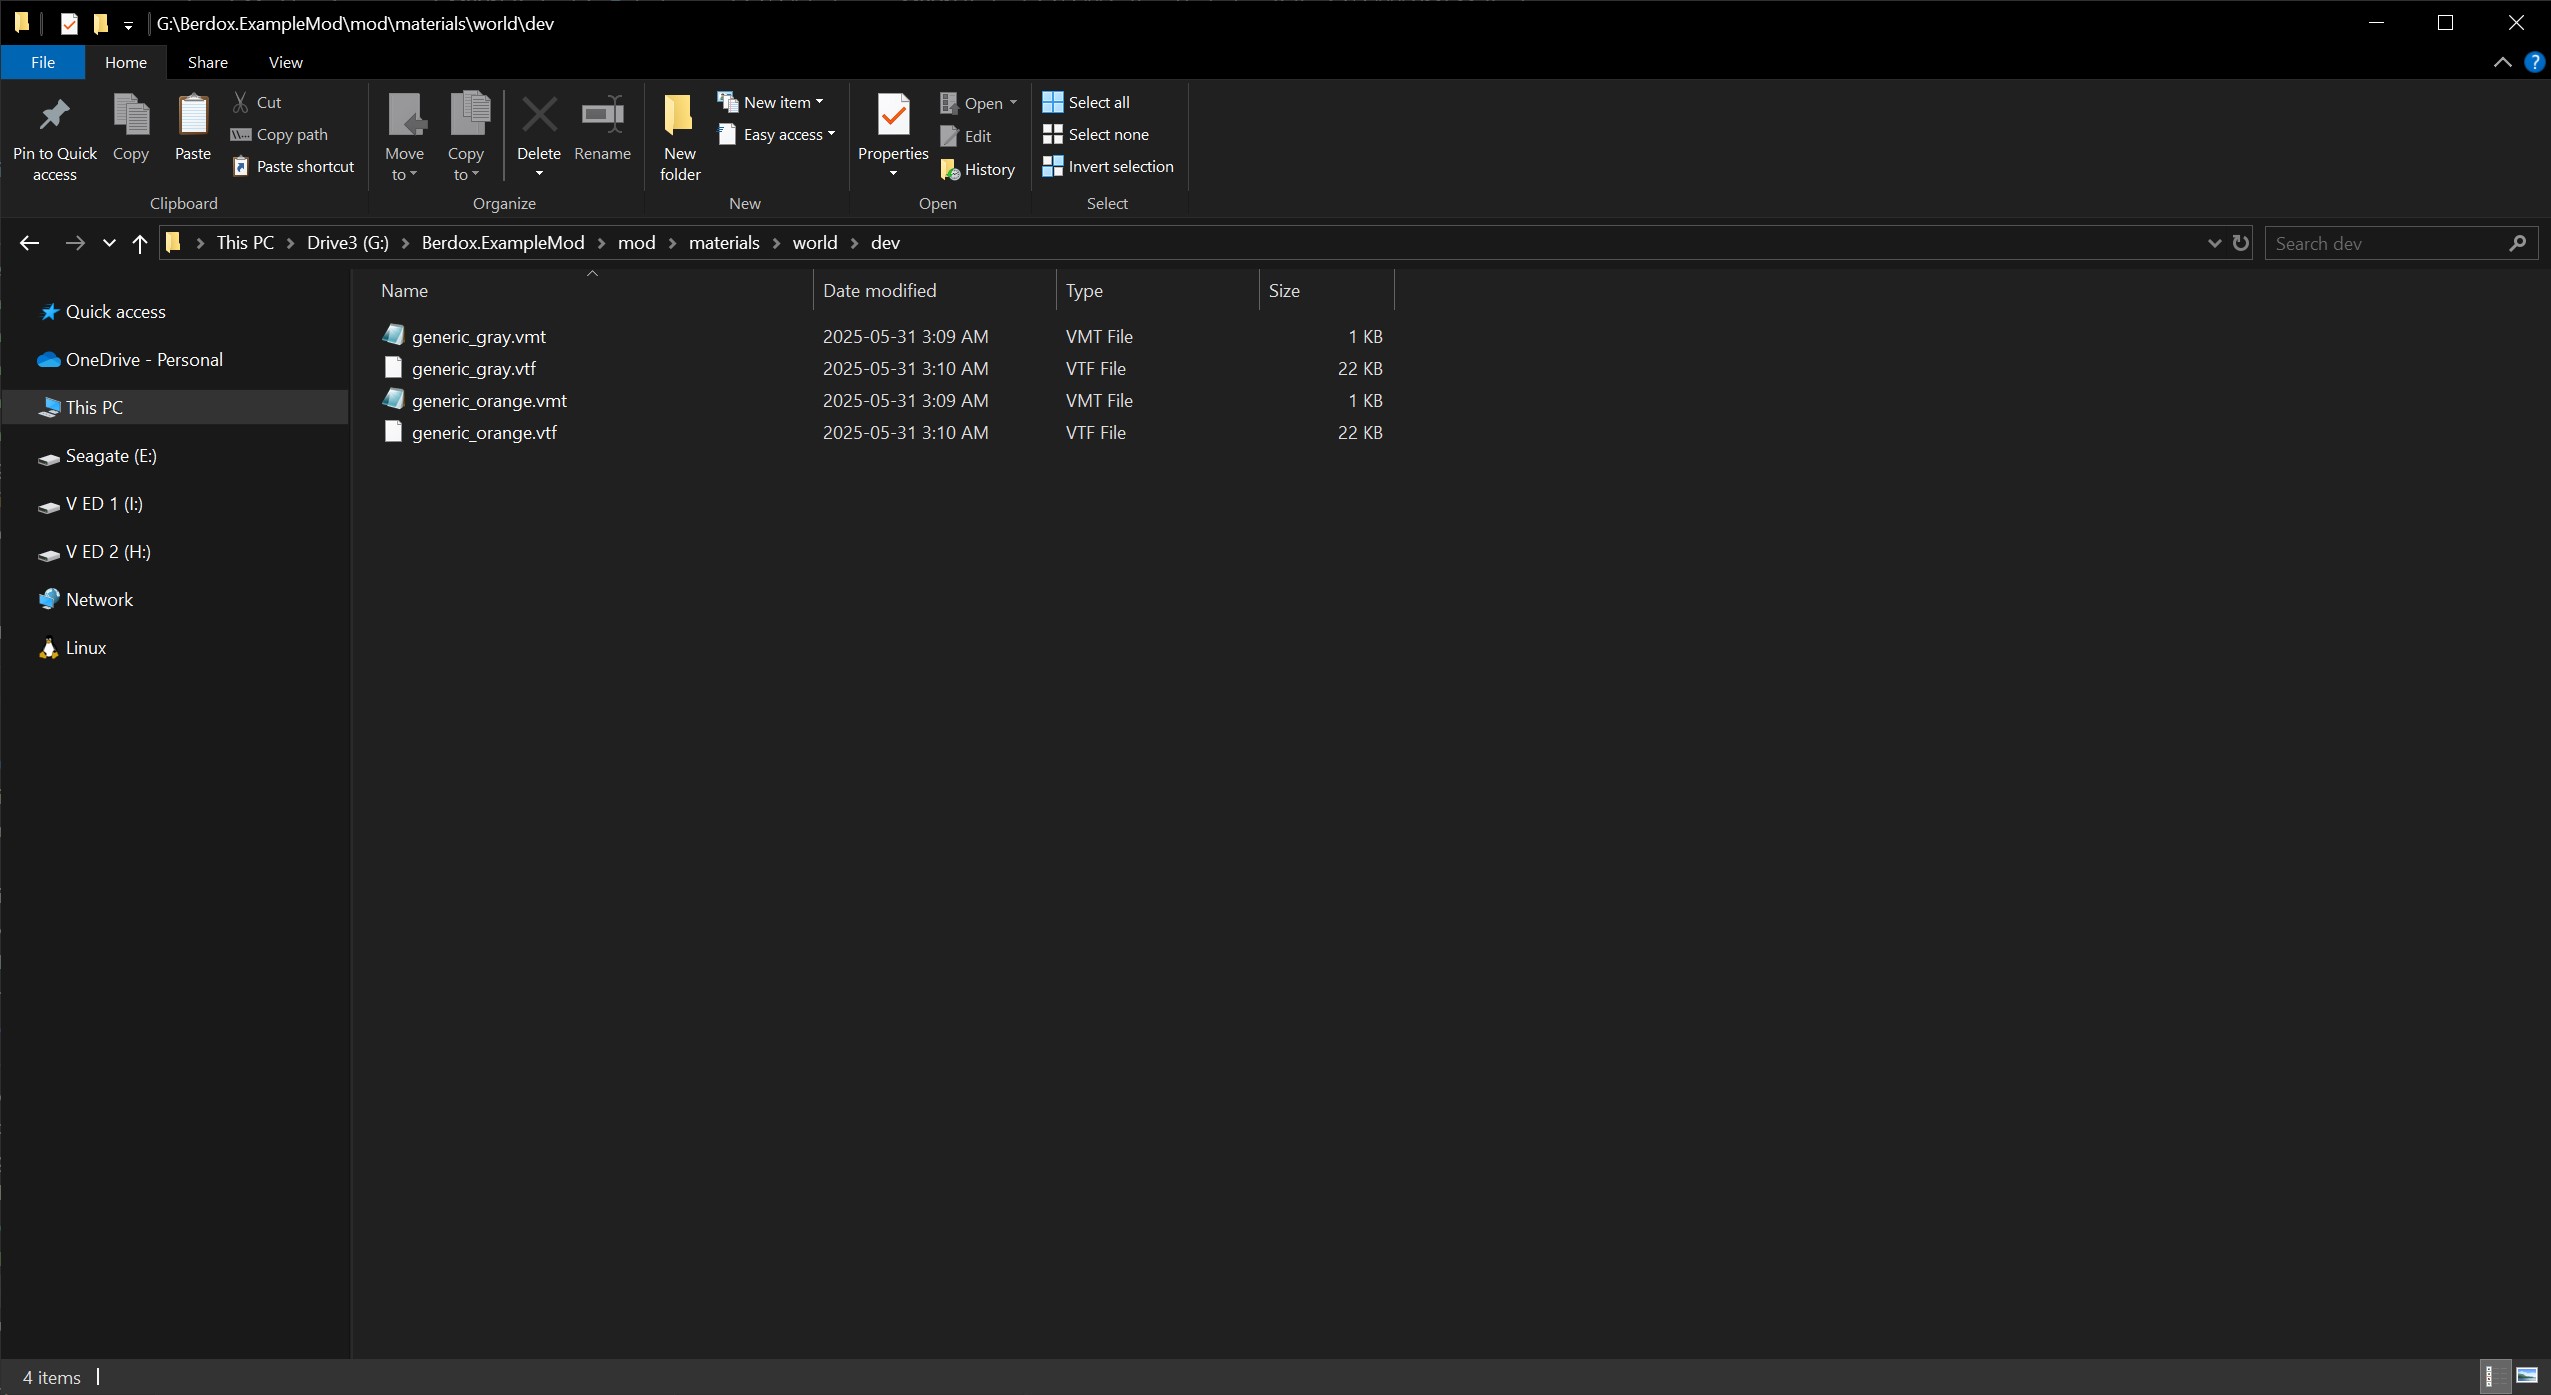 G:\Berdox.ExampleMod\mod\materials\world\dev
File Home Share View
Pin to Quick access
Copy
Paste
Cut
Copy path
Paste shortcut
Clipboard
Move to
Copy to
Delete
Rename
Organize
New folder
New item
Easy access
New
Properties
Open
Edit
History
Open
Select all
Select none
Invert selection
Select
This PC Drive3 (G:) Berdox.ExampleMod mod materials world dev
Search dev
Quick access
OneDrive - Personal
This PC
Seagate (E:)
V ED 1 (I:)
V ED 2 (H:)
Network
Linux
Name Date modified Type Size
generic_gray.vmt 2025-05-31 3:09 AM VMT File 1 KB
generic_gray.vtf 2025-05-31 3:10 AM VTF File 22 KB
generic_orange.vmt 2025-05-31 3:09 AM VMT File 1 KB
generic_orange.vtf 2025-05-31 3:10 AM VTF File 22 KB
4 items